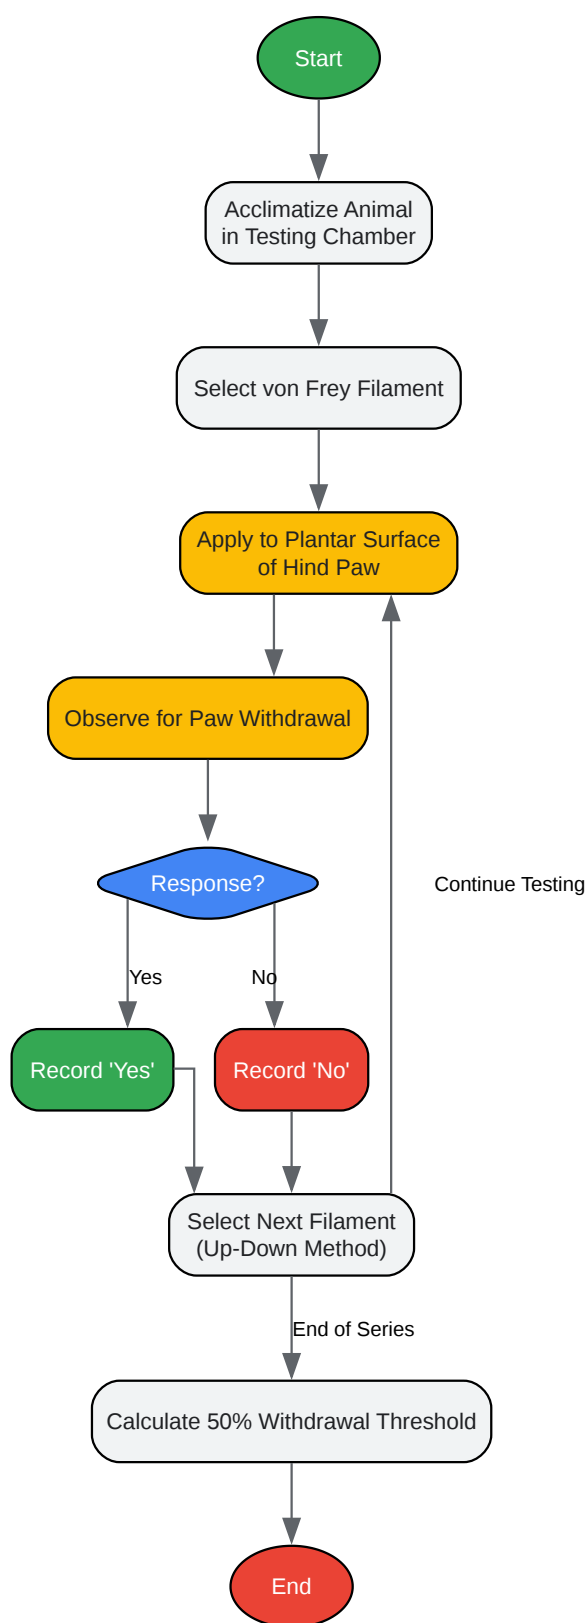 Start
Acclimatize Animal
in Testing Chamber
Select von Frey Filament
Apply to Plantar Surface
of Hind Paw
Observe for Paw Withdrawal
Response?
Continue Testing
Yes
No
Record 'Yes'
Record 'No'
Select Next Filament
(Up-Down Method)
End of Series
Calculate 50% Withdrawal Threshold
End